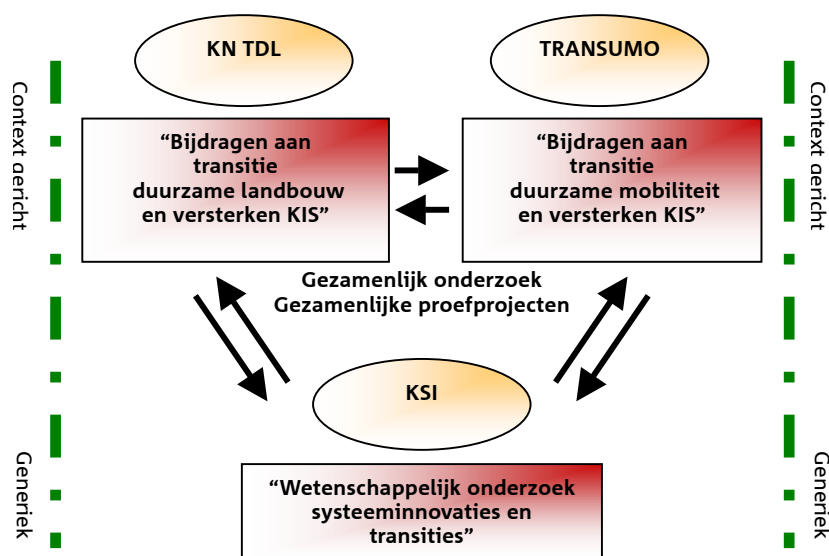 KN TDL
TRANSUMO
Context gericht
Context gericht
“Bijdragen aan
transitie
duurzame landbouw
en versterken KIS”
“Bijdragen aan
transitie
duurzame mobiliteit
en versterken KIS”
Gezamenlijk onderzoek
Gezamenlijke proefprojecten
KSI
Generiek
Generiek
“Wetenschappelijk onderzoek
systeeminnovaties en
transities”